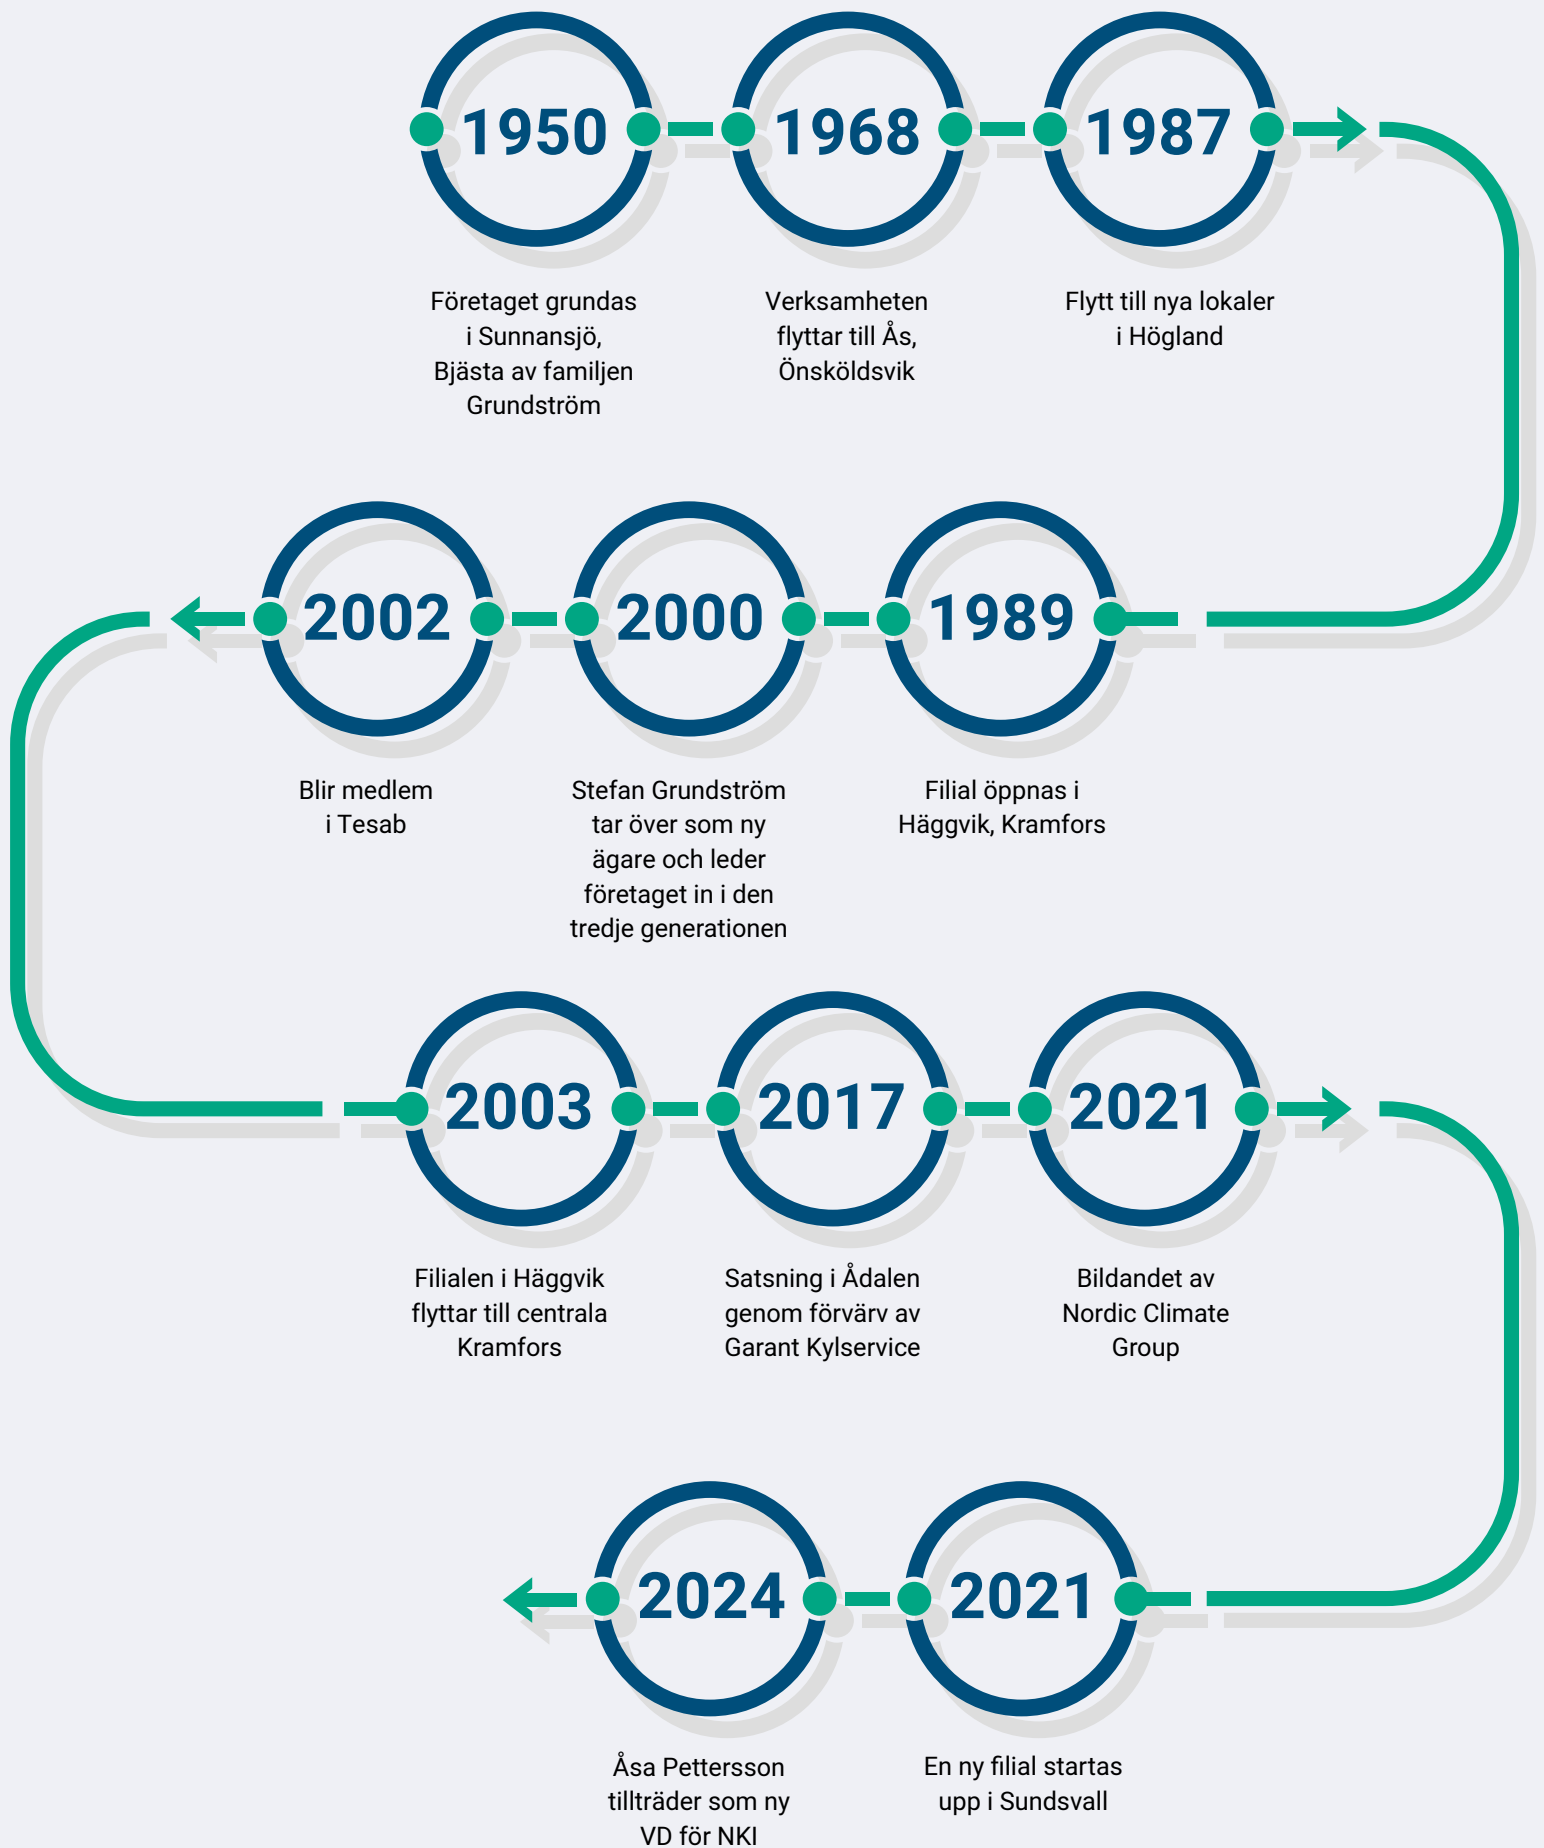 1950
Företaget grundas
i Sunnansjö,
Bjästa av familjen
Grundström
1968
Verksamheten
flyttar till Ås,
Önsköldsvik
1987
Flytt till nya lokaler
i Högland
1989
Filial öppnas i
Häggvik, Kramfors
2000
Stefan Grundström
tar över som ny
ägare och leder
företaget in i den
tredje generationen
2002
Blir medlem
i Tesab
2003
Filialen i Häggvik
flyttar till centrala
Kramfors
2017
Satsning i Ådalen
genom förvärv av
Garant Kylservice
2021
Bildandet av
Nordic Climate
Group
2021
En ny filial startas
upp i Sundsvall
2024
Åsa Pettersson
tillträder som ny
VD för NKI